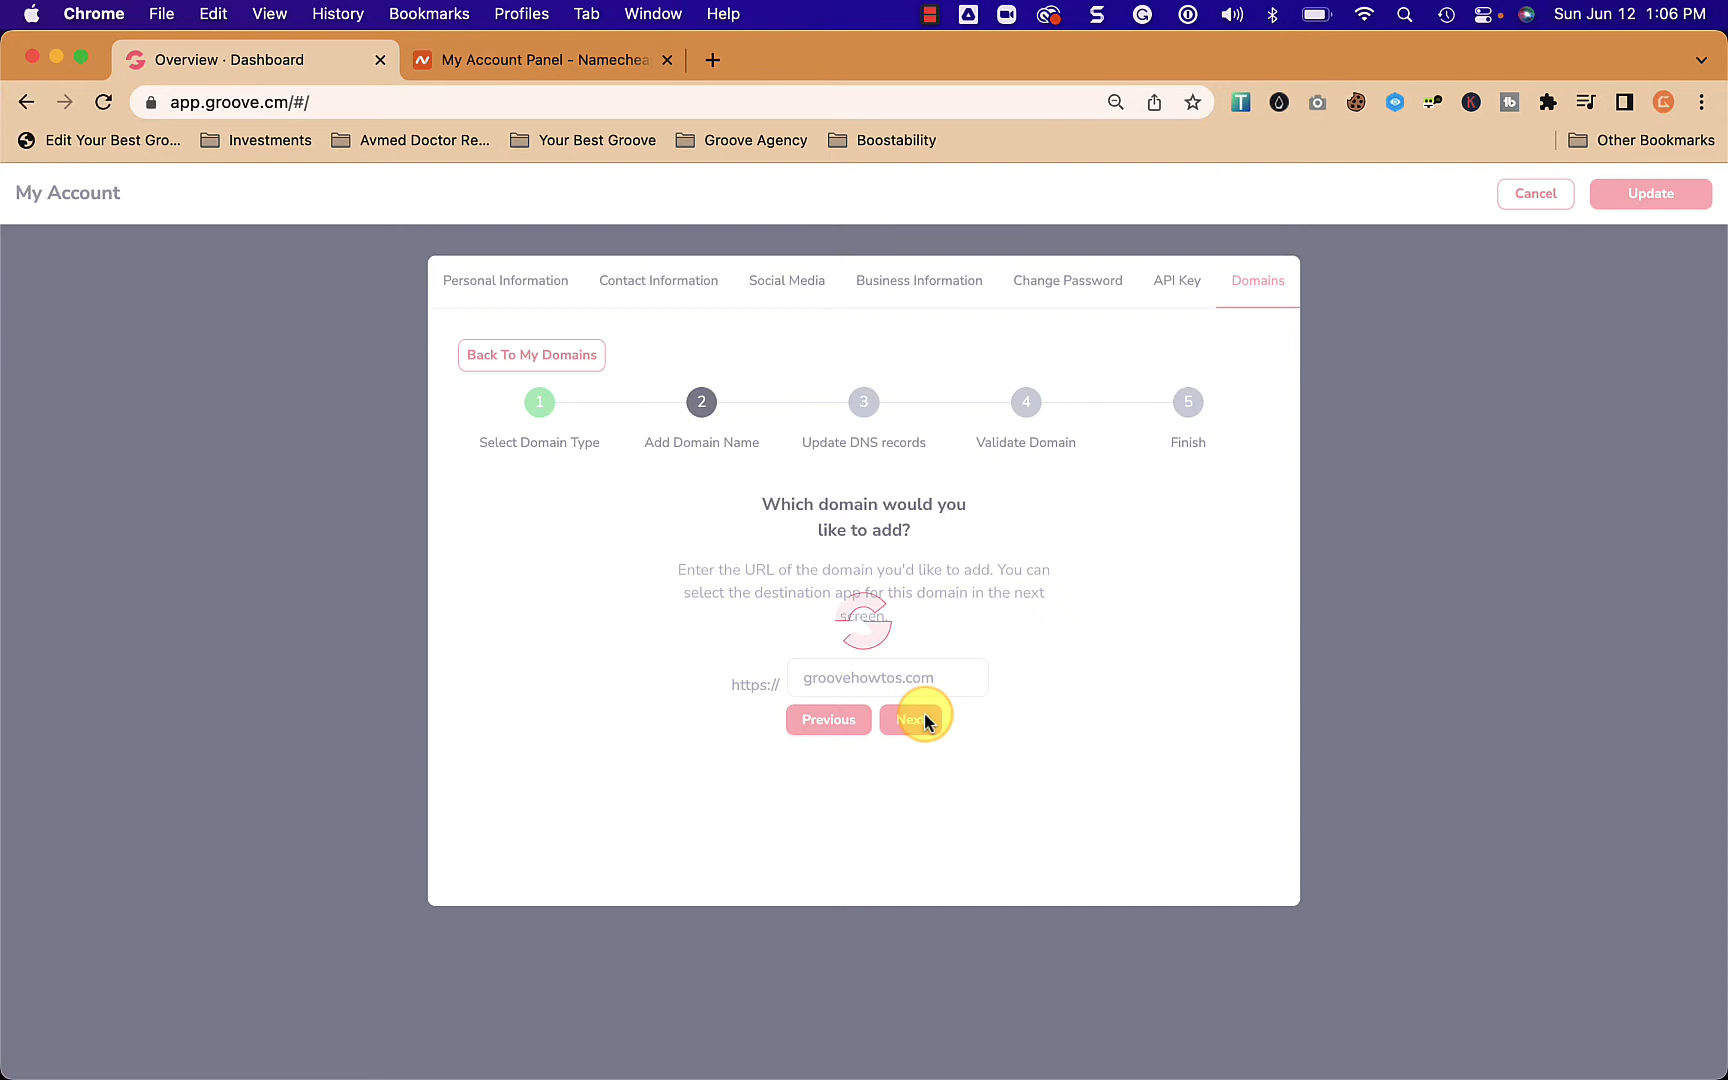 Chrome File Edit View History Bookmarks Profiles Tab Window Help Sun Jun 12 1:06 PM
Overview · Dashboard My Account Panel - Namechea
app.groove.cm/#/
Edit Your Best Gro... Investments Avmed Doctor Re... Your Best Groove Groove Agency Boostability Other Bookmarks
My Account Cancel Update
Personal Information Contact Information Social Media Business Information Change Password API Key Domains
Back To My Domains
1 2 3 4 5
Select Domain Type Add Domain Name Update DNS records Validate Domain Finish
Which domain would you
like to add?
Enter the URL of the domain you'd like to add. You can
select the destination app for this domain in the next
screen.
https:// groovehowtos.com
Previous Next